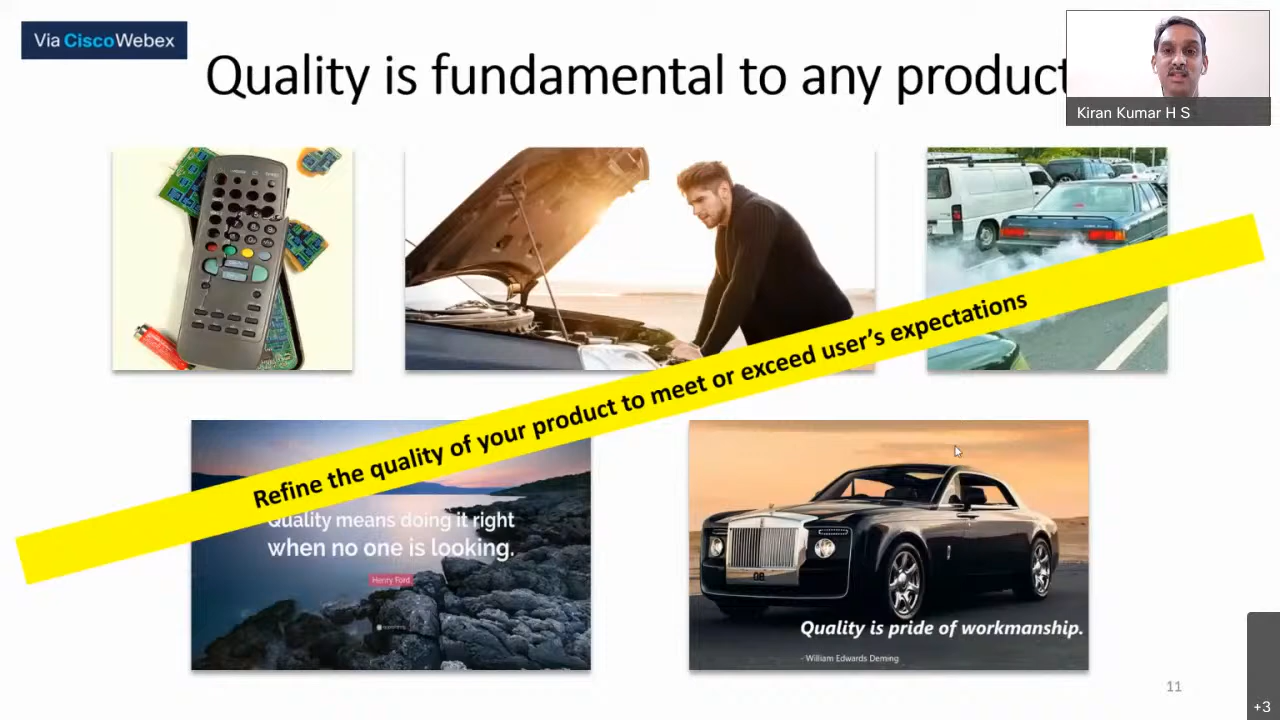 Via CiscoWebex
Quality is fundamental to any product
Kiran Kumar H S
Refine the quality of your product to meet or exceed user's expectations
Quality means doing it right
when no one is looking.
Henry Ford
Quality is pride of workmanship.
- William Edwards Deming
11
+3